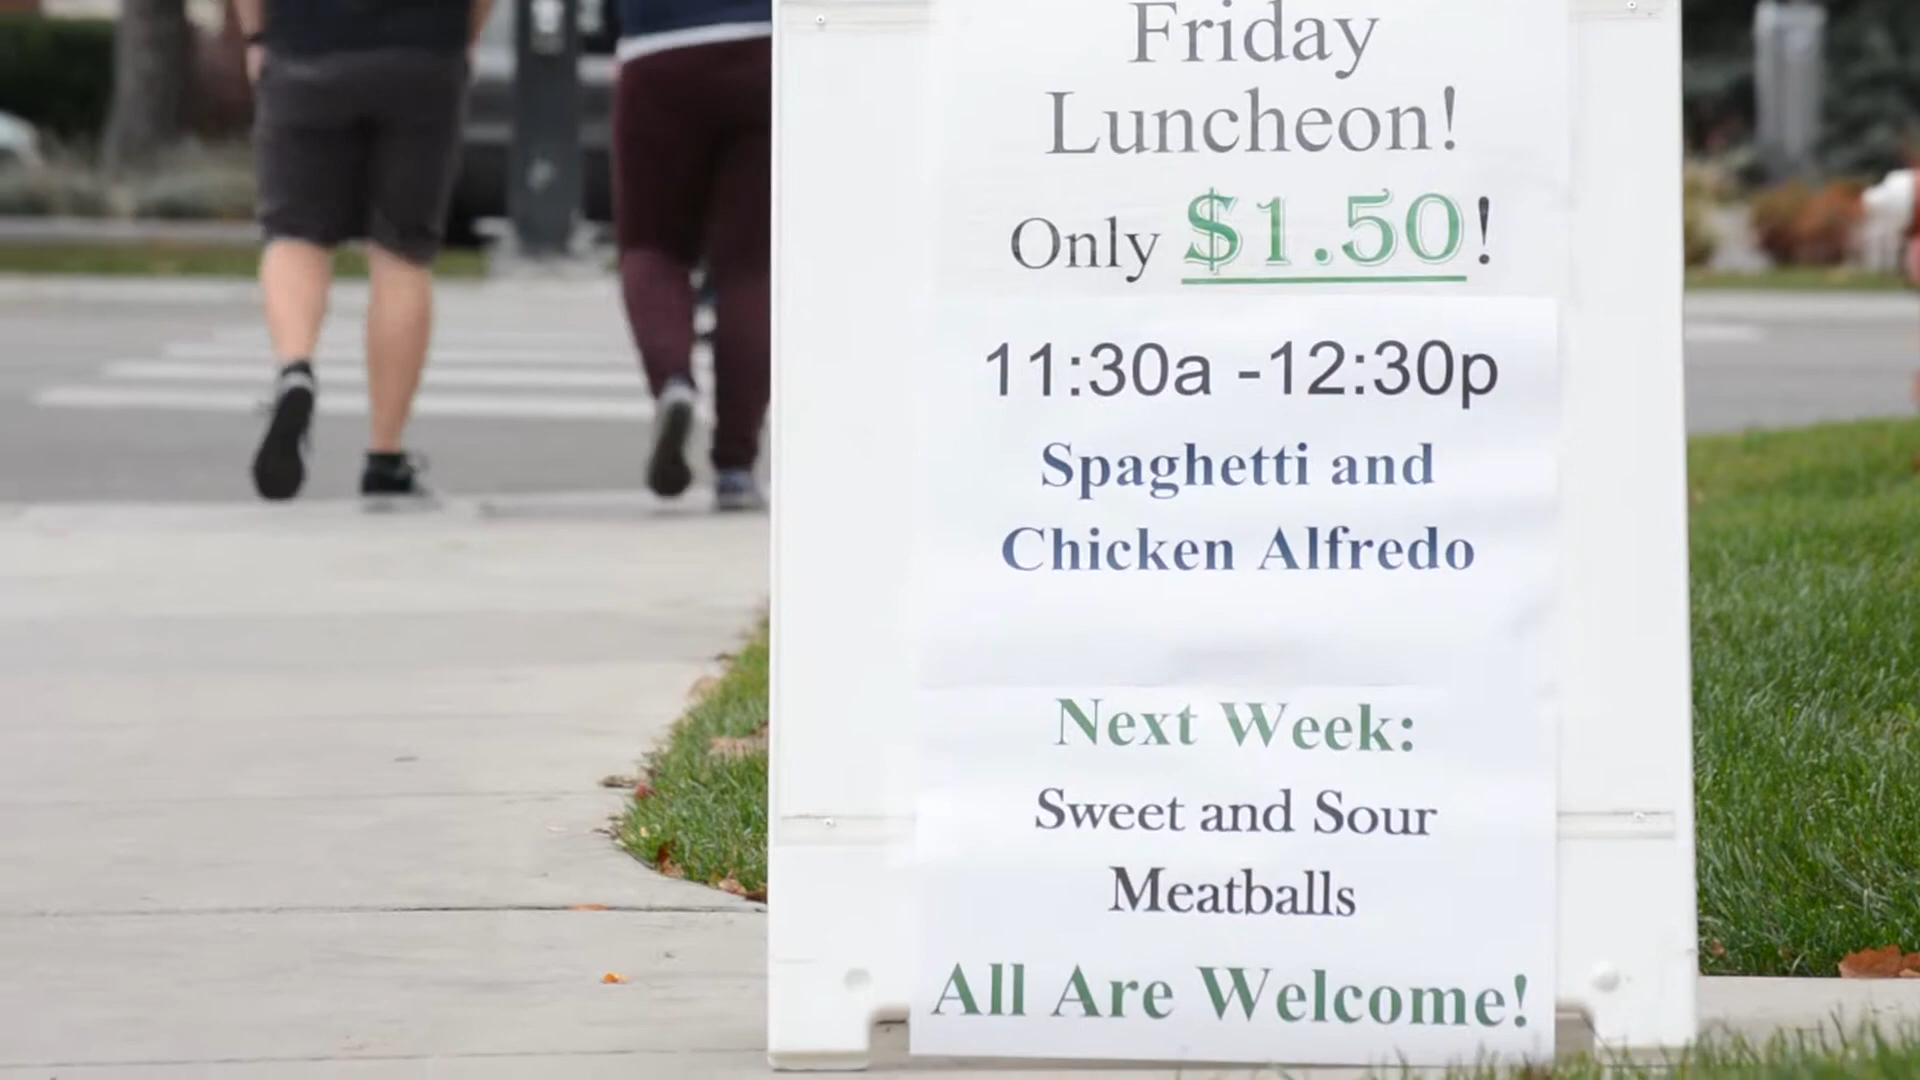 Friday
Luncheon!
Only $1.50!
11:30a -12:30p
Spaghetti and
Chicken Alfredo
Next Week:
Sweet and Sour
Meatballs
All Are Welcome!